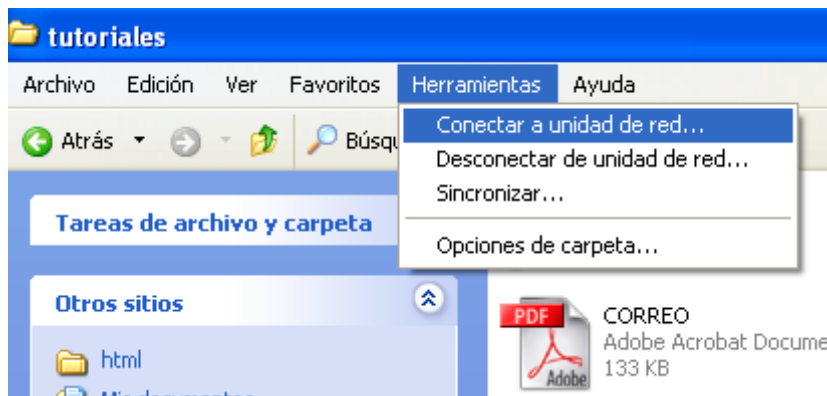 tutoriales
Archivo Edición Ver Favoritos Herramientas Ayuda
Atrás
Conectar a unidad de red...
Desconectar de unidad de red...
Sincronizar...
Opciones de carpeta...
Tareas de archivo y carpeta
Otros sitios
html
PDF
Adobe
CORREO
Adobe Acrobat
133 KB